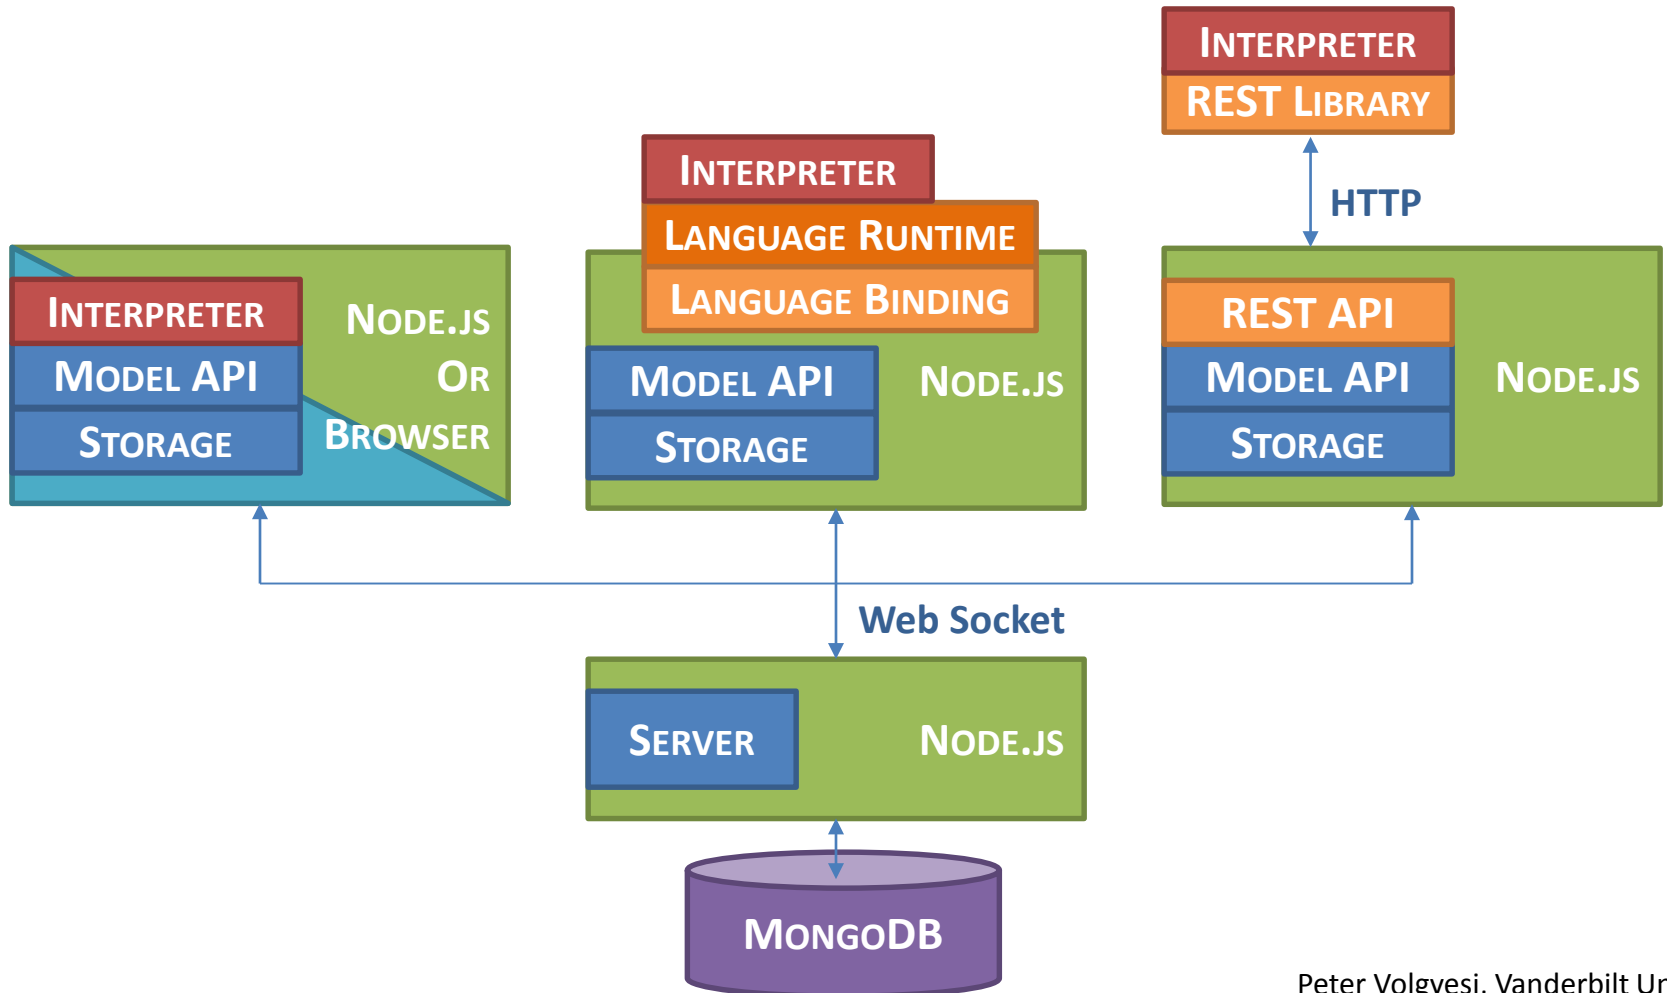 INTERPRETER
REST LIBRARY
HTTP
INTERPRETER
LANGUAGE RUNTIME
LANGUAGE BINDING
MODEL API
STORAGE
NODE.JS
INTERPRETER
MODEL API
STORAGE
NODE.JS
OR
BROWSER
REST API
MODEL API
STORAGE
NODE.JS
Web Socket
SERVER
NODE.JS
MONGODB
Peter Volgyesi, Vanderbilt